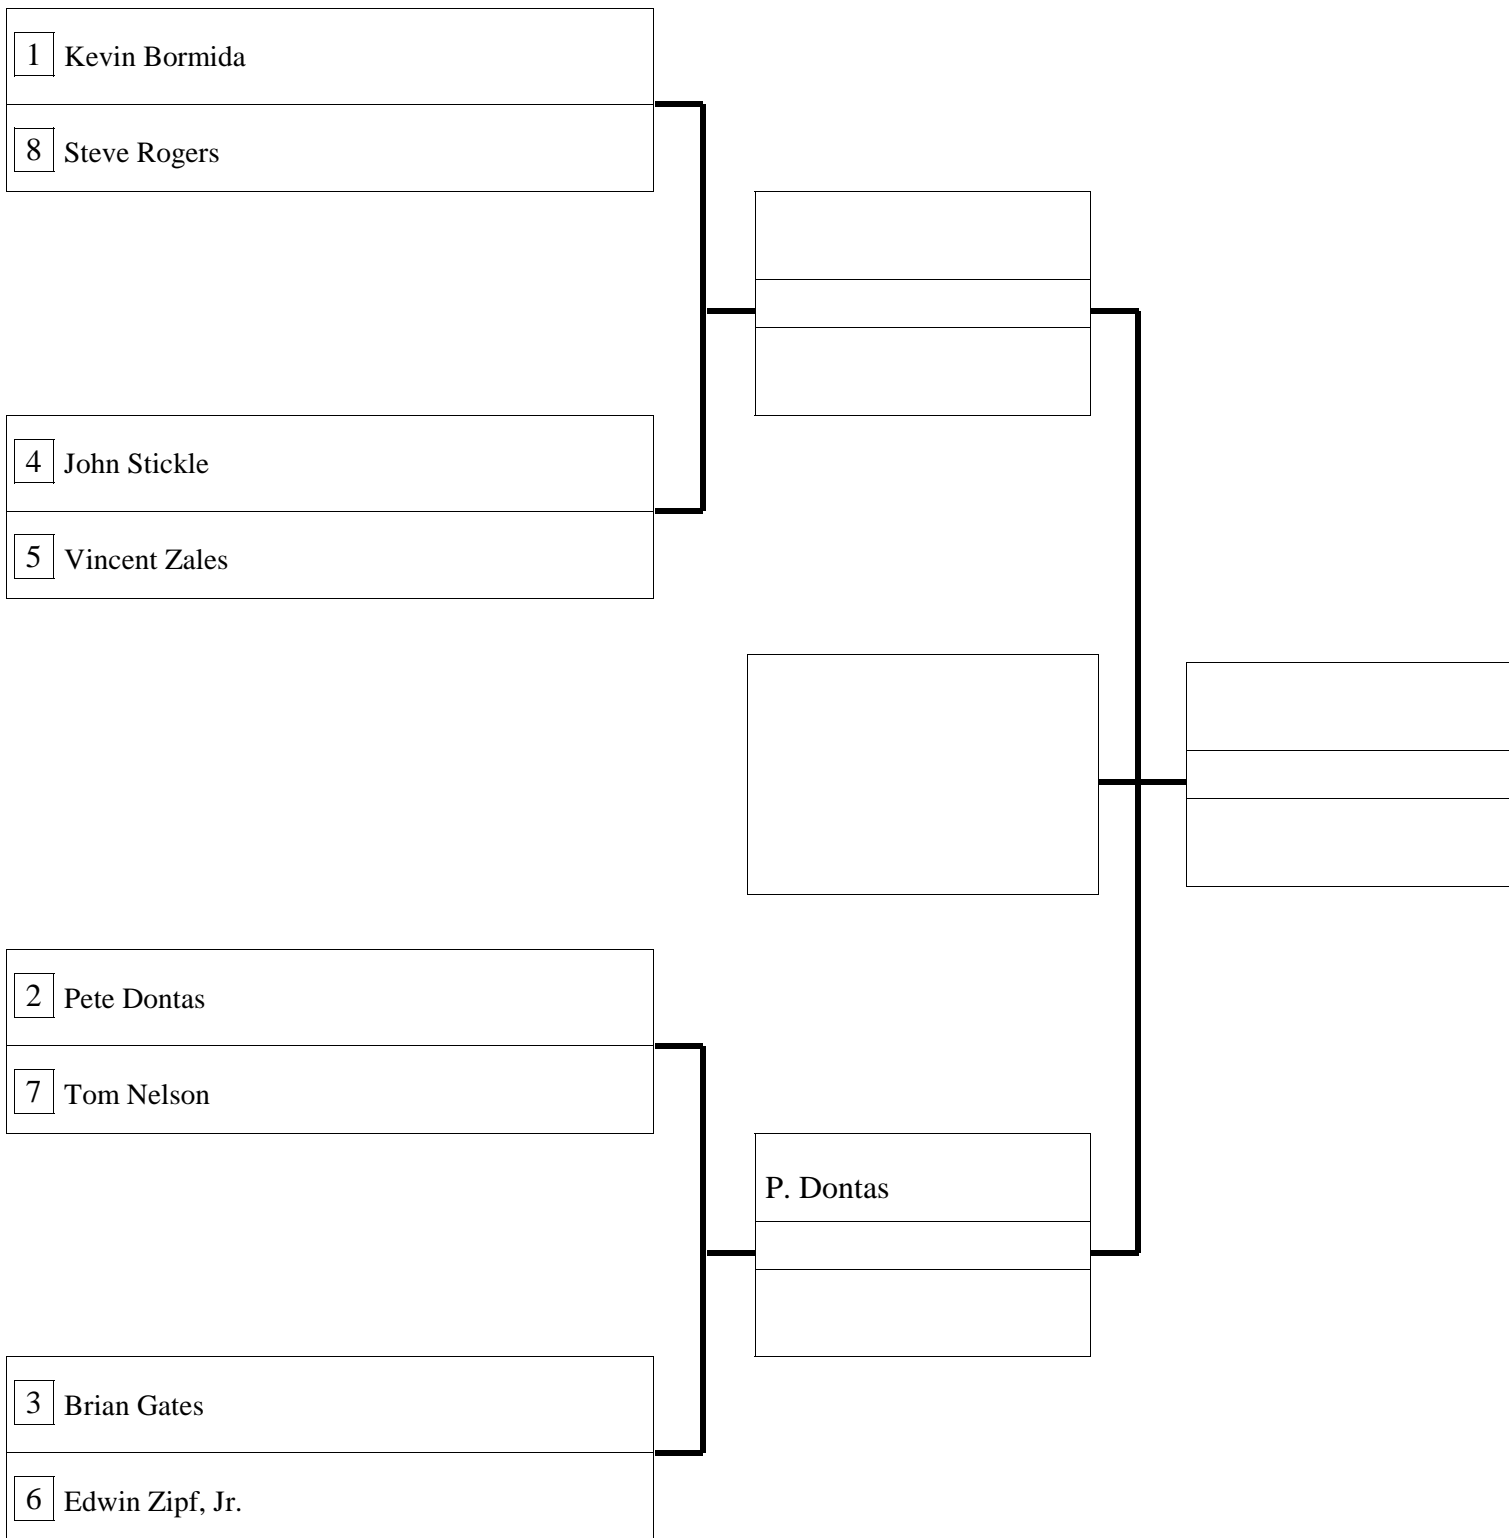 1 Kevin Bormida
8 Steve Rogers
4 John Stickle
5 Vincent Zales
2 Pete Dontas
7 Tom Nelson
P. Dontas
3 Brian Gates
6 Edwin Zipf, Jr.